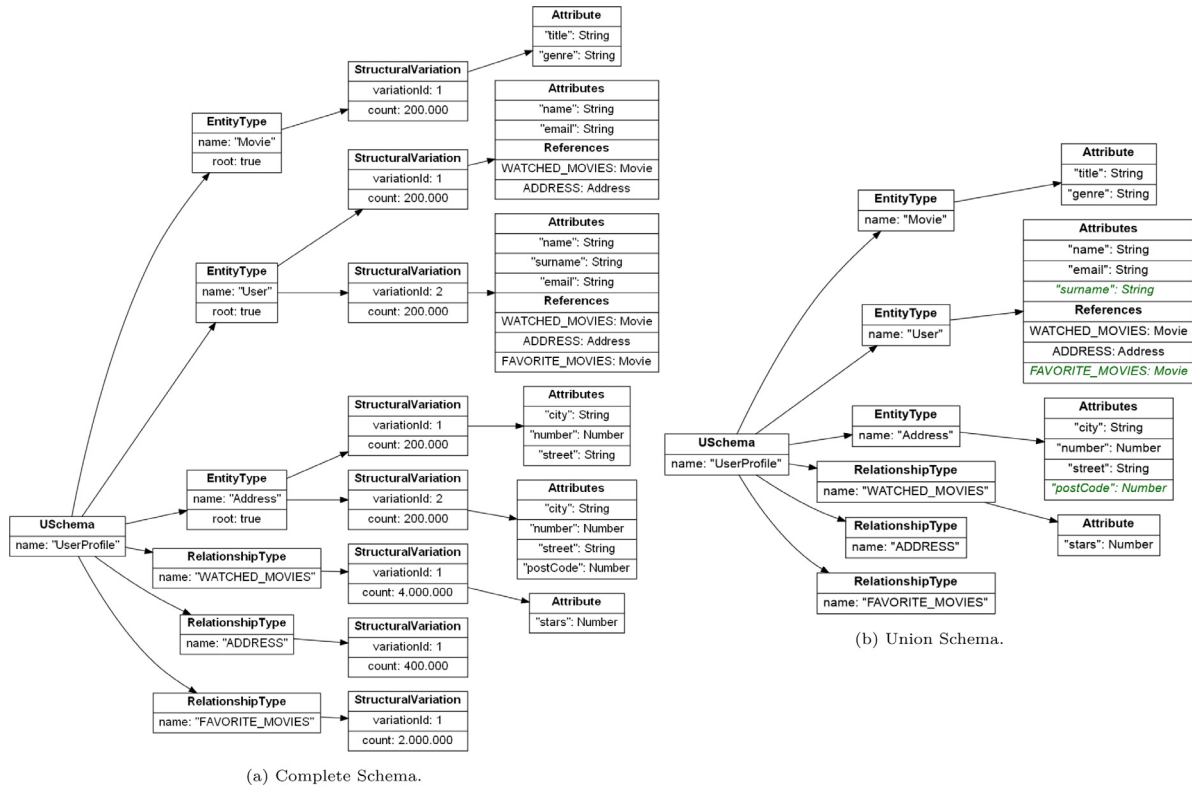 Attribute
"title": String
"genre": String
StructuralVariation
variationId: 1
count: 200.000
EntityType
name: "Movie"
root: true
Attributes
"name": String
"email": String
References
WATCHED_MOVIES: Movie
ADDRESS: Address
StructuralVariation
variationId: 1
count: 200.000
EntityType
name: "User"
root: true
StructuralVariation
variationId: 2
count: 200.000
Attributes
"name": String
"surname": String
"email": String
References
WATCHED_MOVIES: Movie
ADDRESS: Address
FAVORITE_MOVIES: Movie
StructuralVariation
variationId: 1
count: 200.000
Attributes
"city": String
"number": Number
"street": String
EntityType
name: "Address"
root: true
StructuralVariation
variationId: 2
count: 200.000
Attributes
"city": String
"number": Number
"street": String
"postCode": Number
USchema
name: "UserProfile"
RelationshipType
name: "WATCHED_MOVIES"
StructuralVariation
variationId: 1
count: 4.000.000
Attribute
"stars": Number
RelationshipType
name: "ADDRESS"
StructuralVariation
variationId: 1
count: 400.000
RelationshipType
name: "FAVORITE_MOVIES"
StructuralVariation
variationId: 1
count: 2.000.000
(a) Complete Schema.
Attribute
"title": String
"genre": String
EntityType
name: "Movie"
Attributes
"name": String
"email": String
"surname": String
References
WATCHED_MOVIES: Movie
ADDRESS: Address
FAVORITE_MOVIES: Movie
EntityType
name: "User"
EntityType
name: "Address"
Attributes
"city": String
"number": Number
"street": String
"postCode": Number
USchema
name: "UserProfile"
RelationshipType
name: "WATCHED_MOVIES"
Attribute
"stars": Number
RelationshipType
name: "ADDRESS"
RelationshipType
name: "FAVORITE_MOVIES"
(b) Union Schema.